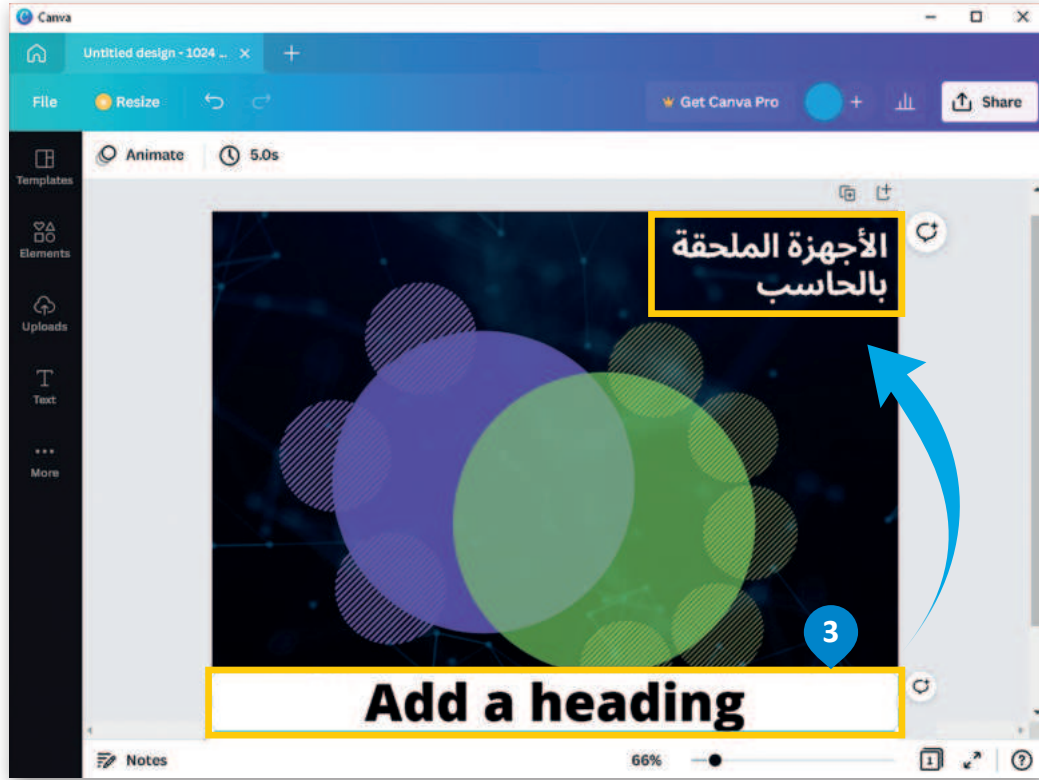 Canva
Untitled design - 1024 ...
File
Resize
Get Canva Pro
Share
Animate
5.0s
Templates
Elements
Uploads
Text
More
الأجهزة الملحقة
بالحاسب
3
Add a heading
Notes
66%
1
?